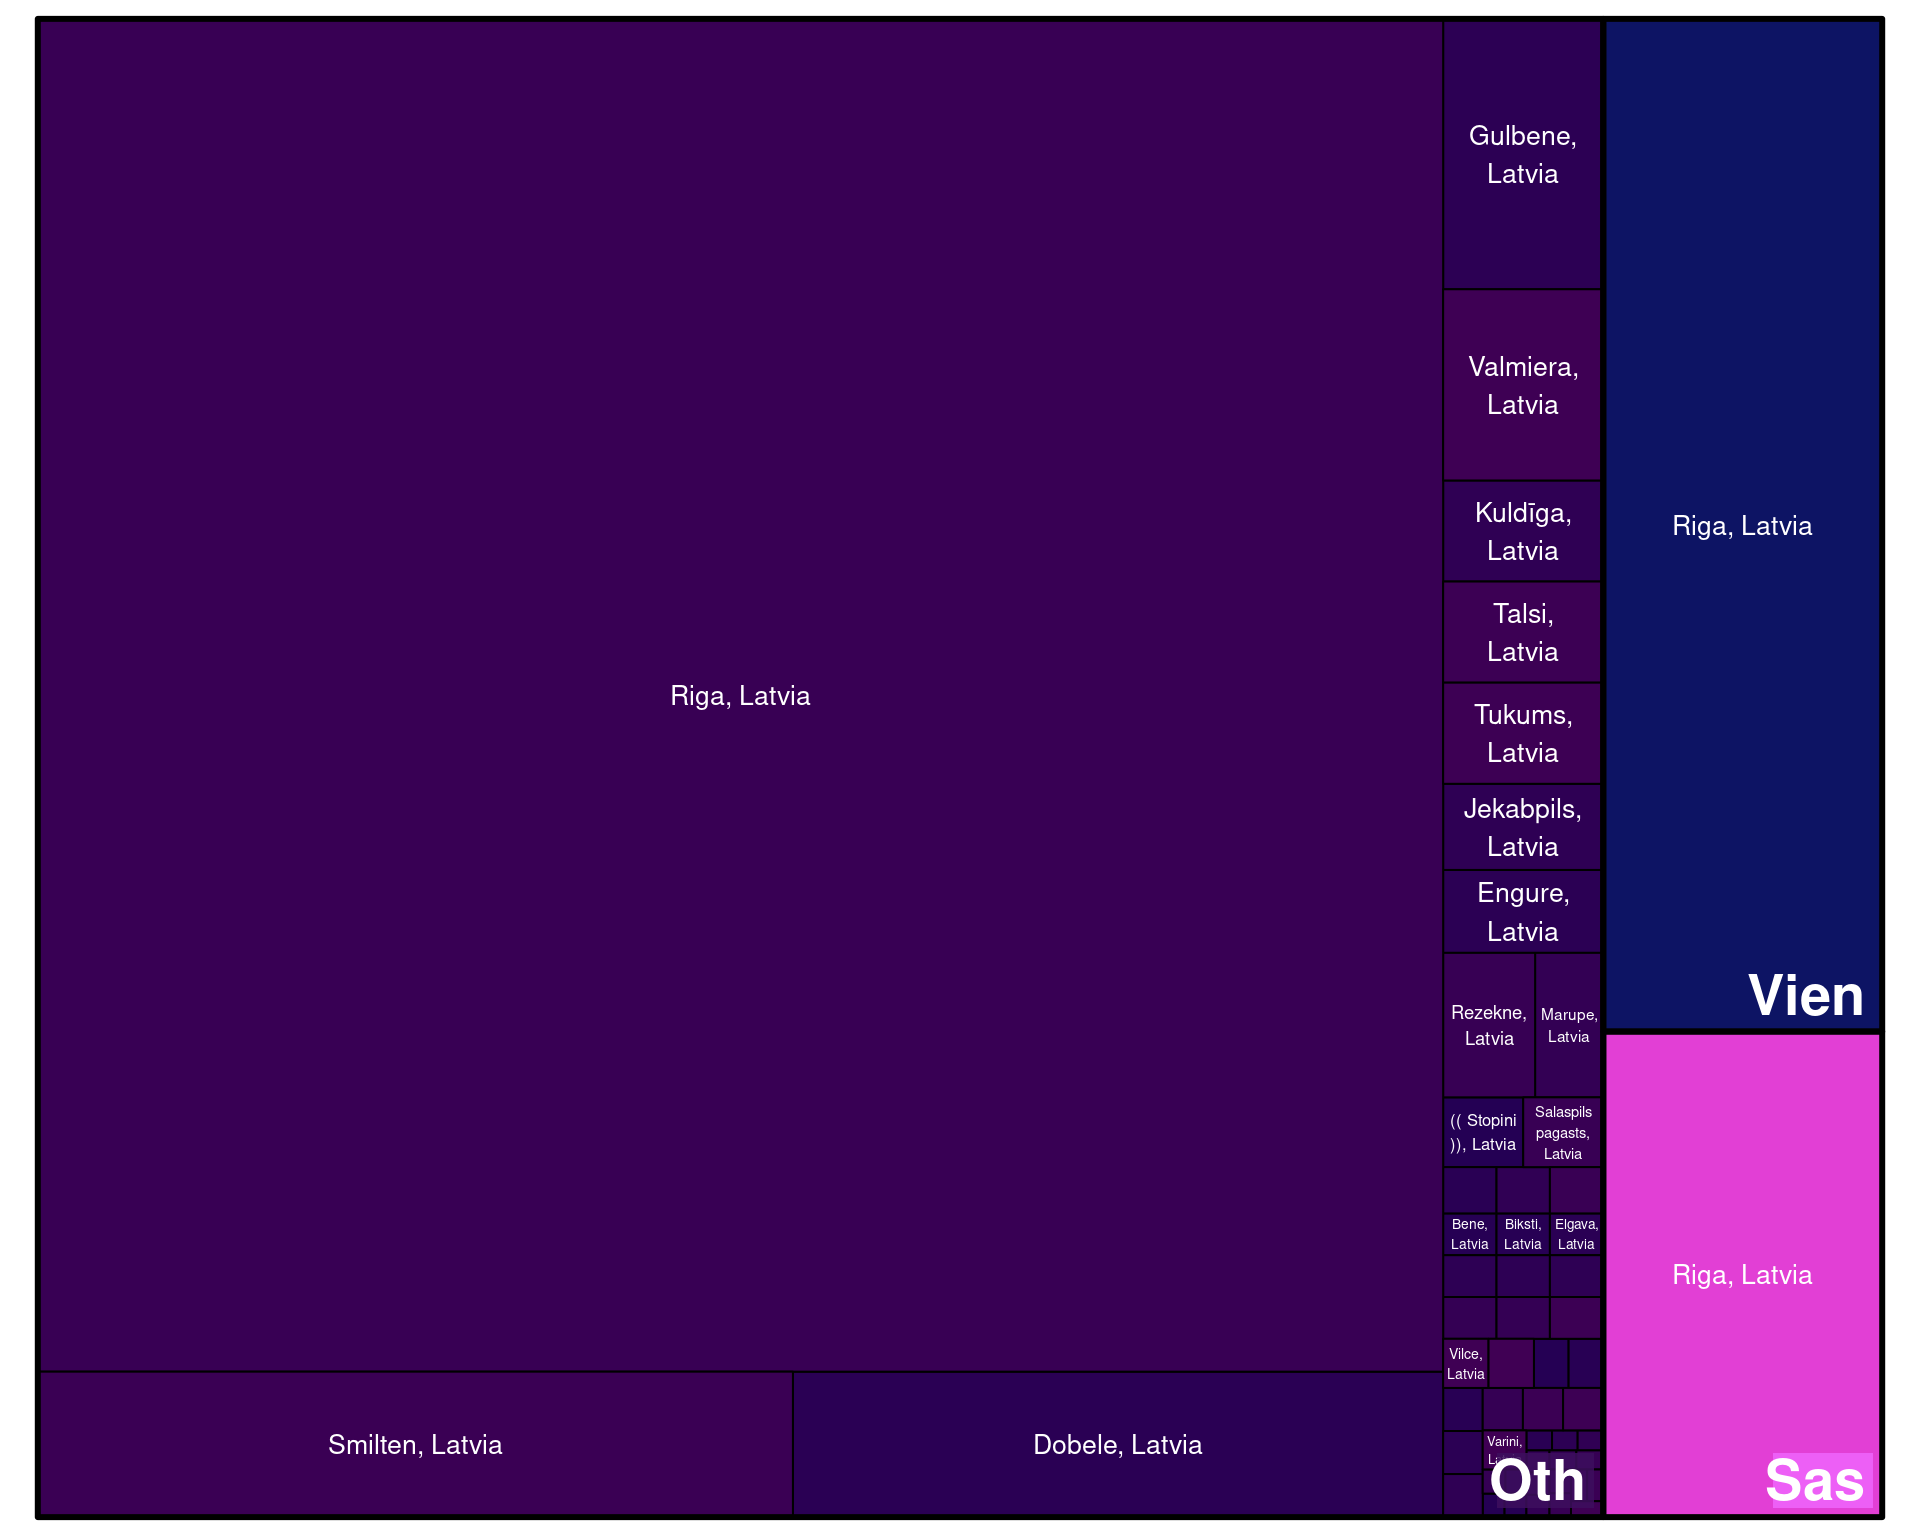 Riga, Latvia
Smilten, Latvia
Dobele, Latvia
Gulbene,
Latvia
Valmiera,
Latvia
Kuldīga,
Latvia
Talsi,
Latvia
Tukums,
Latvia
Jekabpils,
Latvia
Engure,
Latvia
Rezekne,
Latvia
Marupe,
Latvia
(( Stopini
)), Latvia
Salaspils
pagasts,
Latvia
Bene,
Latvia
Biksti,
Latvia
Elgava,
Latvia
Vilce,
Latvia
Varini,
Oth
Riga, Latvia
Vien
Riga, Latvia
Sas